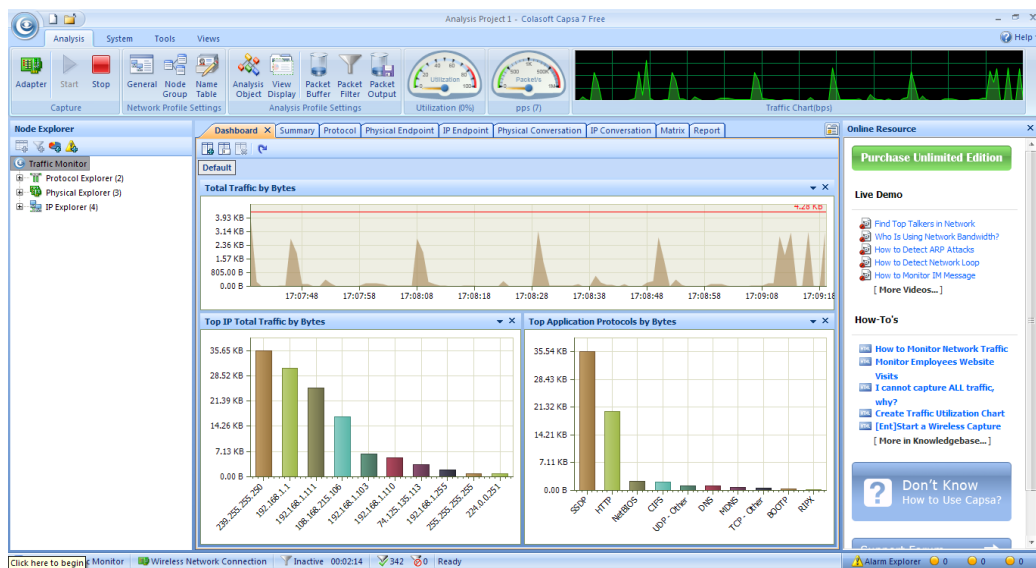 Analysis Project 1 - Colasoft Capsa 7 Free
Analysis System Tools Views
Help
Adapter Start Stop
General Node Group Name Table
Analysis Object View Display Packet Buffer Packet Filter Packet Output
Capture
Network Profile Settings
Analysis Profile Settings
Utilization
Utilization (0%)
Packet/s
pps (7)
Traffic Chart(bps)
Node Explorer
Traffic Monitor
Protocol Explorer (2)
Physical Explorer (3)
IP Explorer (4)
Dashboard X Summary Protocol Physical Endpoint IP Endpoint Physical Conversation IP Conversation Matrix Report
Default
Total Traffic by Bytes
4.28 KB
3.93 KB
3.14 KB
2.36 KB
1.57 KB
805.00 B
0.00 B
17:07:48 17:07:58 17:08:08 17:08:18 17:08:28 17:08:38 17:08:48 17:08:58 17:09:08 17:09:18
Top IP Total Traffic by Bytes
35.65 KB
28.52 KB
21.39 KB
14.26 KB
7.13 KB
0.00 B
239.255.255.250
192.168.1.1
192.168.1.111
108.168.215.106
192.168.1.103
192.168.1.110
74.125.135.113
192.168.1.255
255.255.255.255
224.0.0.251
Top Application Protocols by Bytes
35.54 KB
28.43 KB
21.32 KB
14.21 KB
7.11 KB
0.00 B
SSDP
HTTP
NetBIOS
CIFS
UDP - Other
DNS
MDNS
TCP - Other
BOOTP
RIPX
Online Resource
Purchase Unlimited Edition
Live Demo
Find Top Talkers in Network
Who Is Using Network Bandwidth?
How to Detect ARP Attacks
How to Detect Network Loop
How to Monitor IM Message
[ More Videos... ]
How-To's
How to Monitor Network Traffic
Monitor Employees Website
Visits
I cannot capture ALL traffic,
why?
Create Traffic Utilization Chart
[Ent]Start a Wireless Capture
[ More in Knowledgebase... ]
?
Don't Know
How to Use Capsa?
Click here to begin
Monitor
Wireless Network Connection
Inactive 00:02:14 342 0 Ready
Alarm Explorer 0 0 0